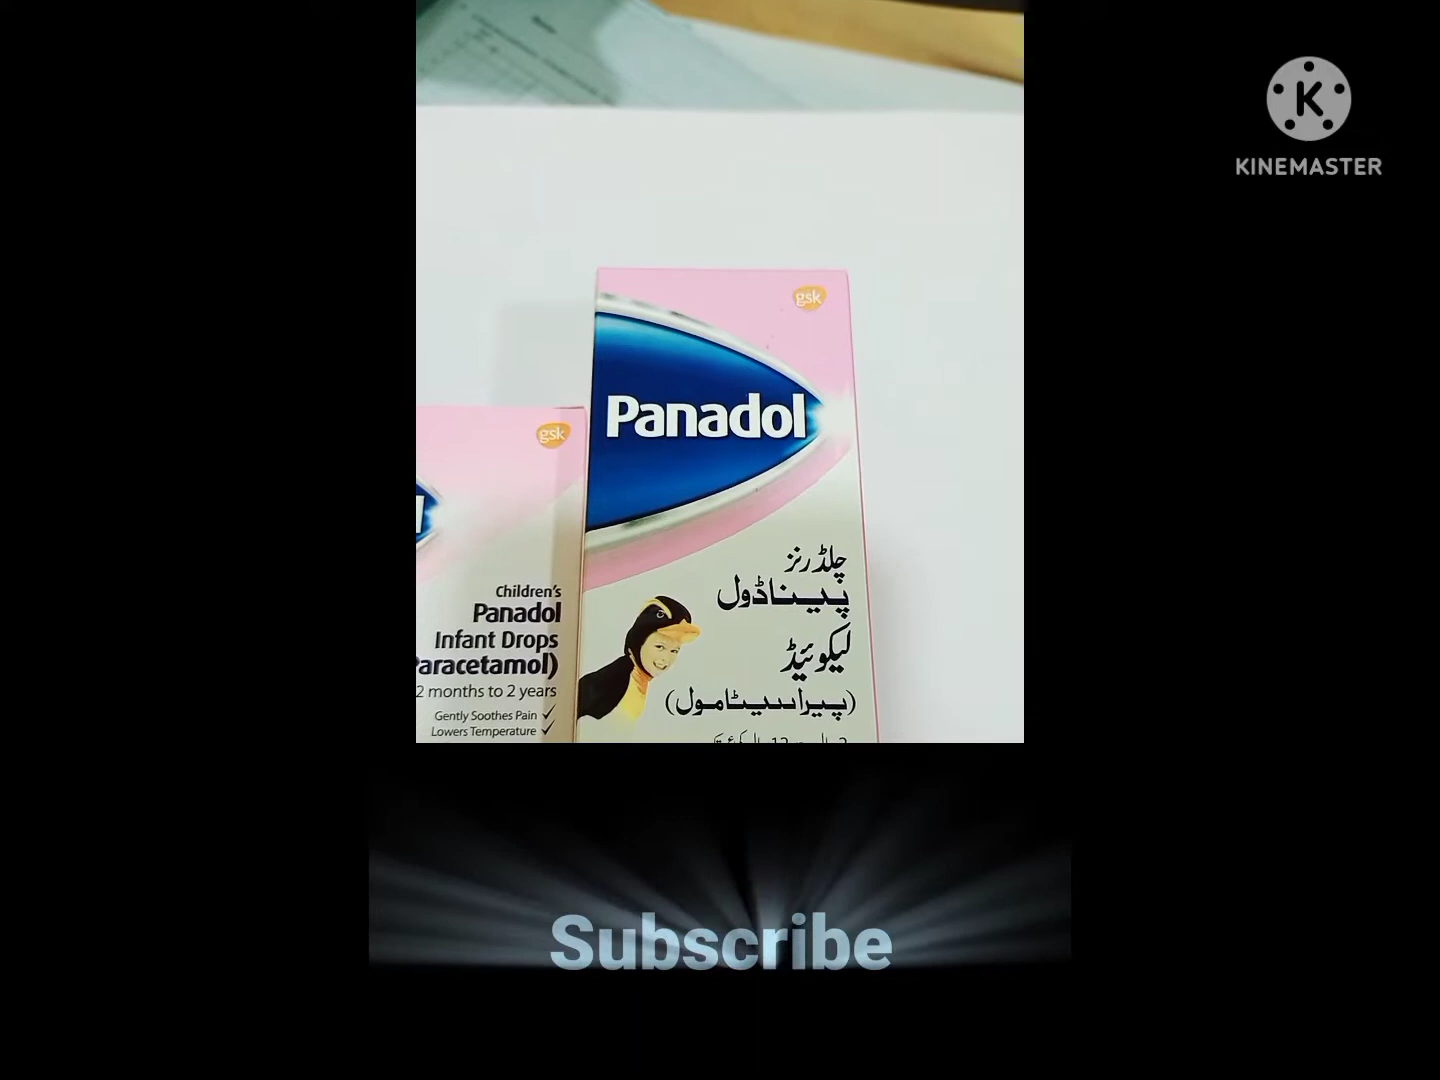 KINEMASTER
gsk
Panadol
چلڈرنز
پیناڈول
لیکوئیڈ
(پیراسیٹامول)
gsk
Children's
Panadol
Infant Drops
Paracetamol)
2 months to 2 years
Gently Soothes Pain ✓
Lowers Temperature ✓
Subscribe